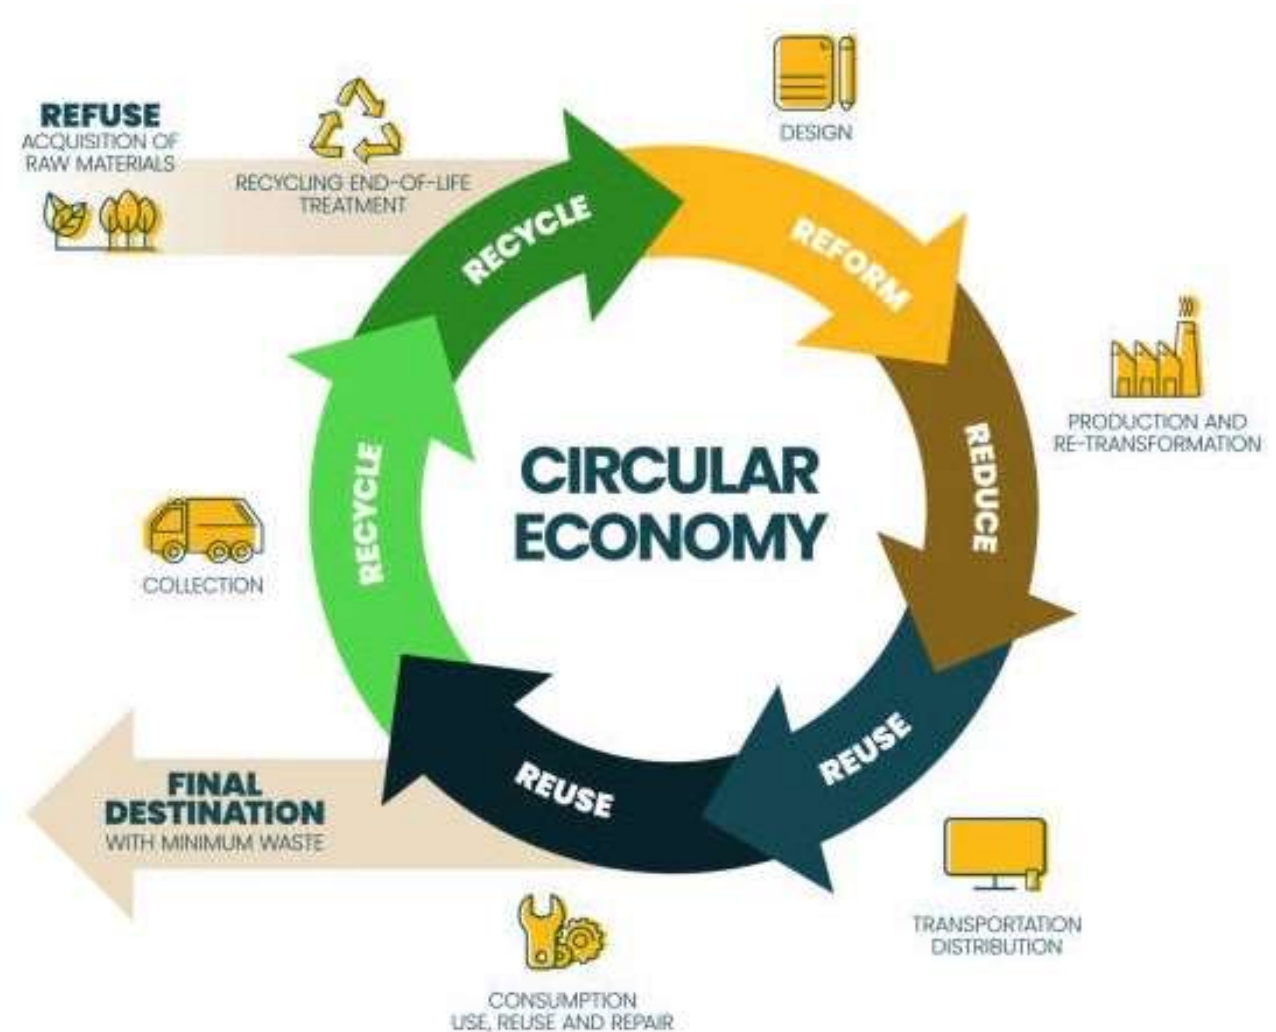 REFUSE
ACQUISITION OF
RAW MATERIALS
RECYCLING END-OF-LIFE
TREATMENT
DESIGN
RECYCLE
REFORM
PRODUCTION AND
RE-TRANSFORMATION
REDUCE
CIRCULAR
ECONOMY
RECYCLE
COLLECTION
REUSE
REUSE
FINAL
DESTINATION
WITH MINIMUM WASTE
TRANSPORTATION
DISTRIBUTION
CONSUMPTION
USE, REUSE AND REPAIR